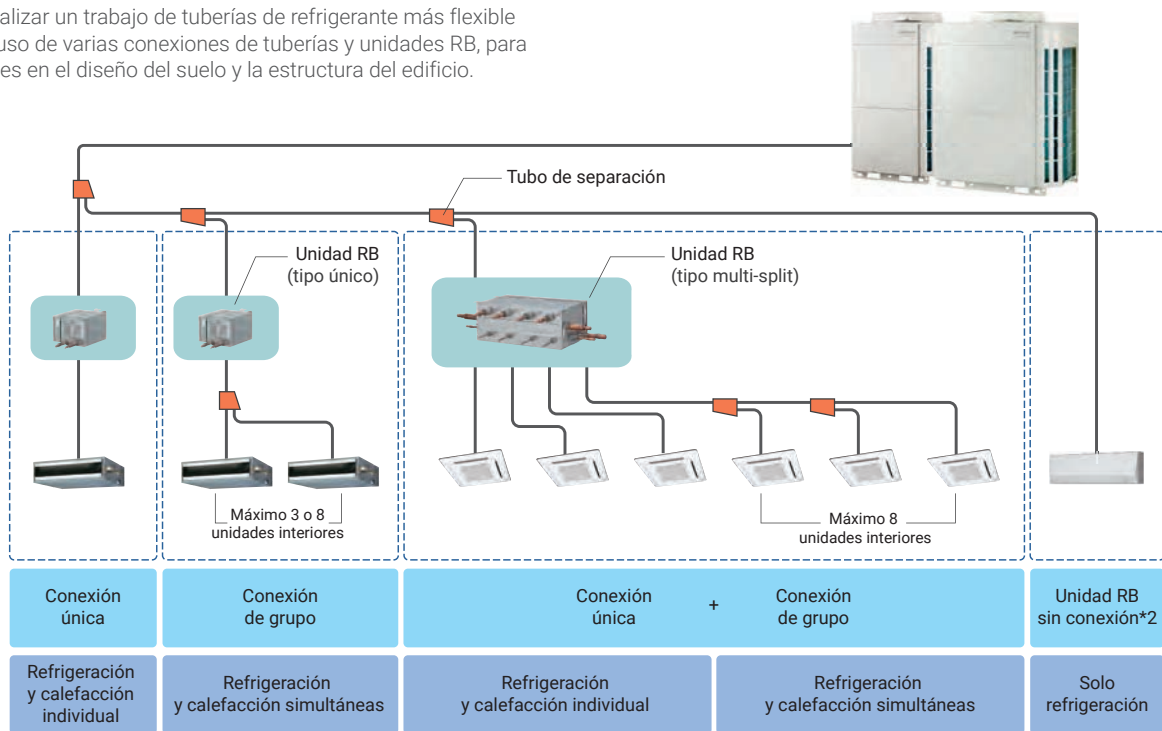 alizar un trabajo de tuberías de refrigerante más flexible
uso de varias conexiones de tuberías y unidades RB, para
es en el diseño del suelo y la estructura del edificio.
Tubo de separación
Unidad RB
(tipo único)
Unidad RB
(tipo multi-split)
Máximo 3 o 8
unidades interiores
Máximo 8
unidades interiores
Conexión
única
Conexión
de grupo
Conexión
única
+
Conexión
de grupo
Unidad RB
sin conexión*2
Refrigeración
y calefacción
individual
Refrigeración
y calefacción simultáneas
Refrigeración
y calefacción individual
Refrigeración
y calefacción simultáneas
Solo
refrigeración